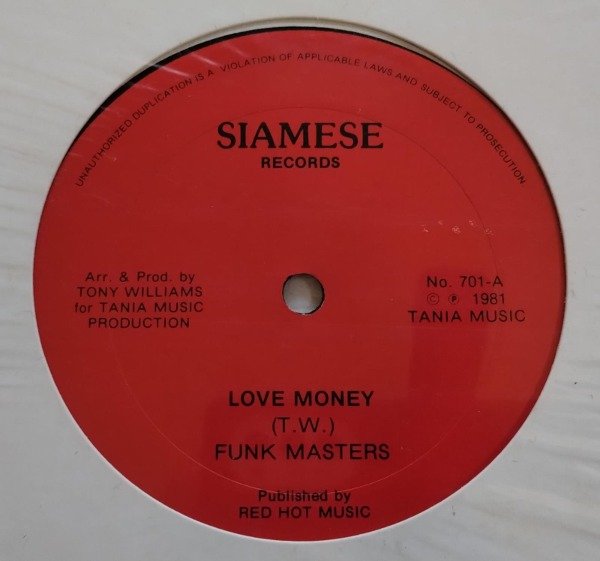 UNAUTHORIZED DUPLICATION IS A VIOLATION OF APPLICABLE LAWS AND SUBJECT TO PROSECUTION.
SIAMESE
RECORDS
Arr. & Prod. by
TONY WILLIAMS
for TANIA MUSIC
PRODUCTION
No. 701-A
© ℗ 1981
TANIA MUSIC
LOVE MONEY
(T.W.)
FUNK MASTERS
Published by
RED HOT MUSIC